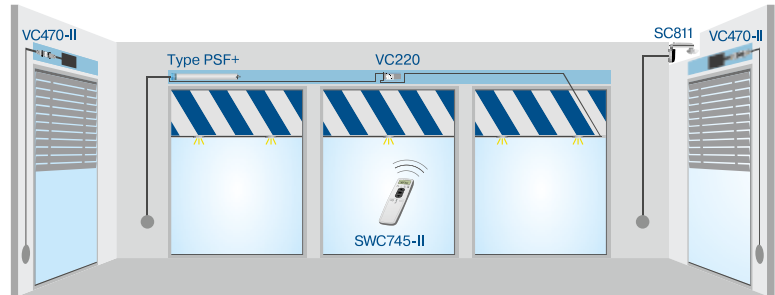 VC470-II
Type PSF+
VC220
SC811
VC470-II
SWC745-II